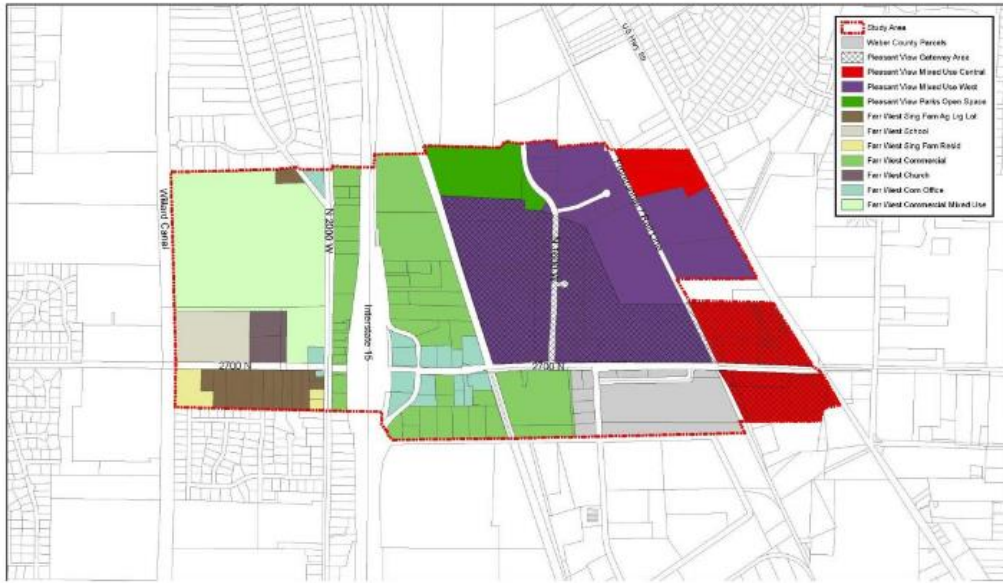 Study Area
Weber County Parcels
Pleasant View Gateway Area
Pleasant View Mixed Use Central
Pleasant View Mixed Use West
Pleasant View Parks Open Space
Farr West Sing Fam Ag Lrg Lot
Farr West School
Farr West Sing Fam Resid
Farr West Commercial
Farr West Church
Farr West Com Office
Farr West Commercial Mixed Use
US Hwy 89
Willard Canal
N 2000 W
Interstate 15
2700 N
2700 N